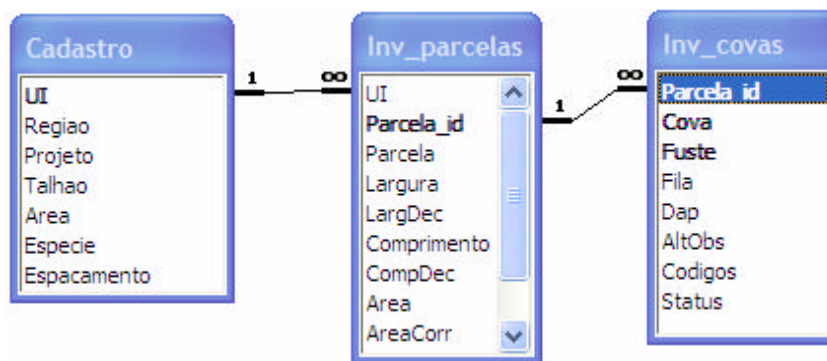 Cadastro
UI
Regiao
Projeto
Talhao
Area
Especie
Espacamento
1
∞
Inv_parcelas
UI
Parcela_id
Parcela
Largura
LargDec
Comprimento
CompDec
Area
AreaCorr
1
∞
Inv_covas
Parcela_id
Cova
Fuste
Fila
Dap
AltObs
Codigos
Status